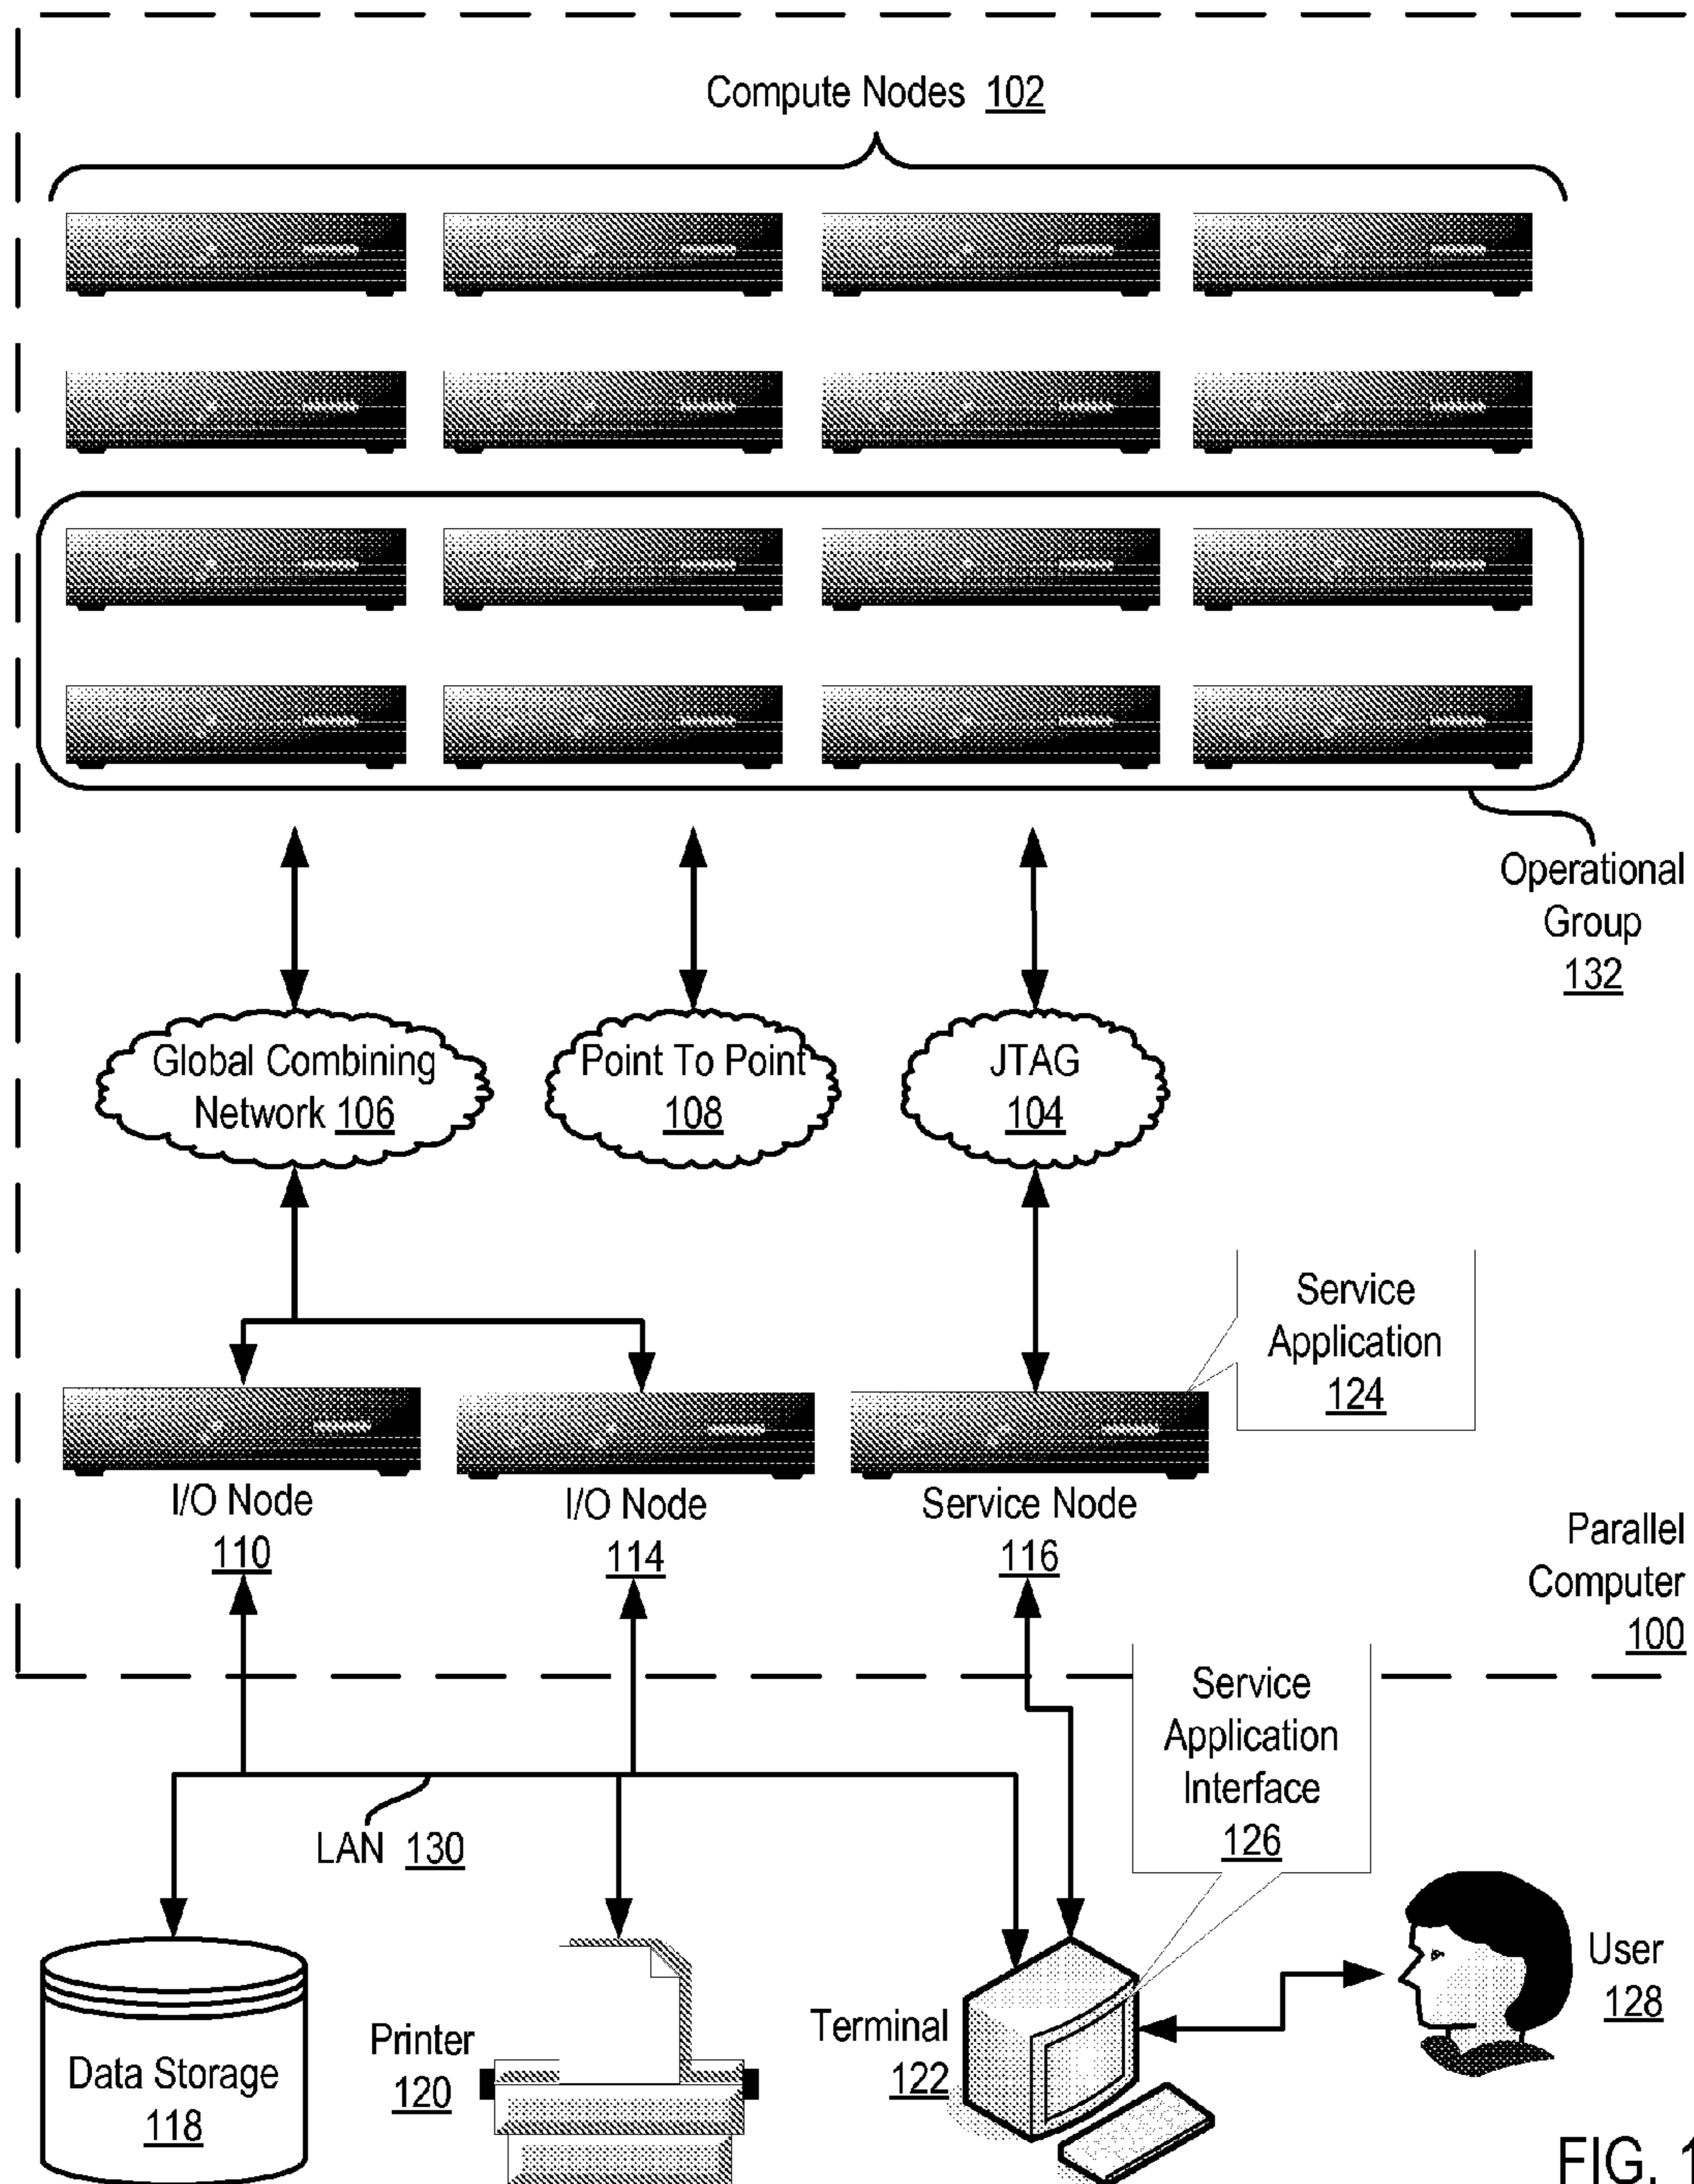 Compute Nodes 102
Operational
Group
132
Global Combining
Network 106
Point To Point
108
JTAG
104
Service
Application
124
I/O Node
110
I/O Node
114
Service Node
116
Parallel
Computer
100
Service
Application
Interface
126
LAN 130
Data Storage
118
Printer
120
Terminal
122
User
128
FIG. 1